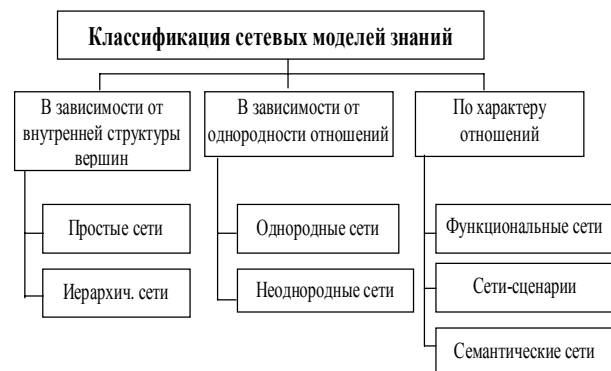 Классификация сетевых моделей знаний
В зависимости от
внутренней структуры
вершин
В зависимости от
однородности отношений
По характеру
отношений
Простые сети
Иерархич. сети
Однородные сети
Неоднородные сети
Функциональные сети
Сети-сценарии
Семантические сети